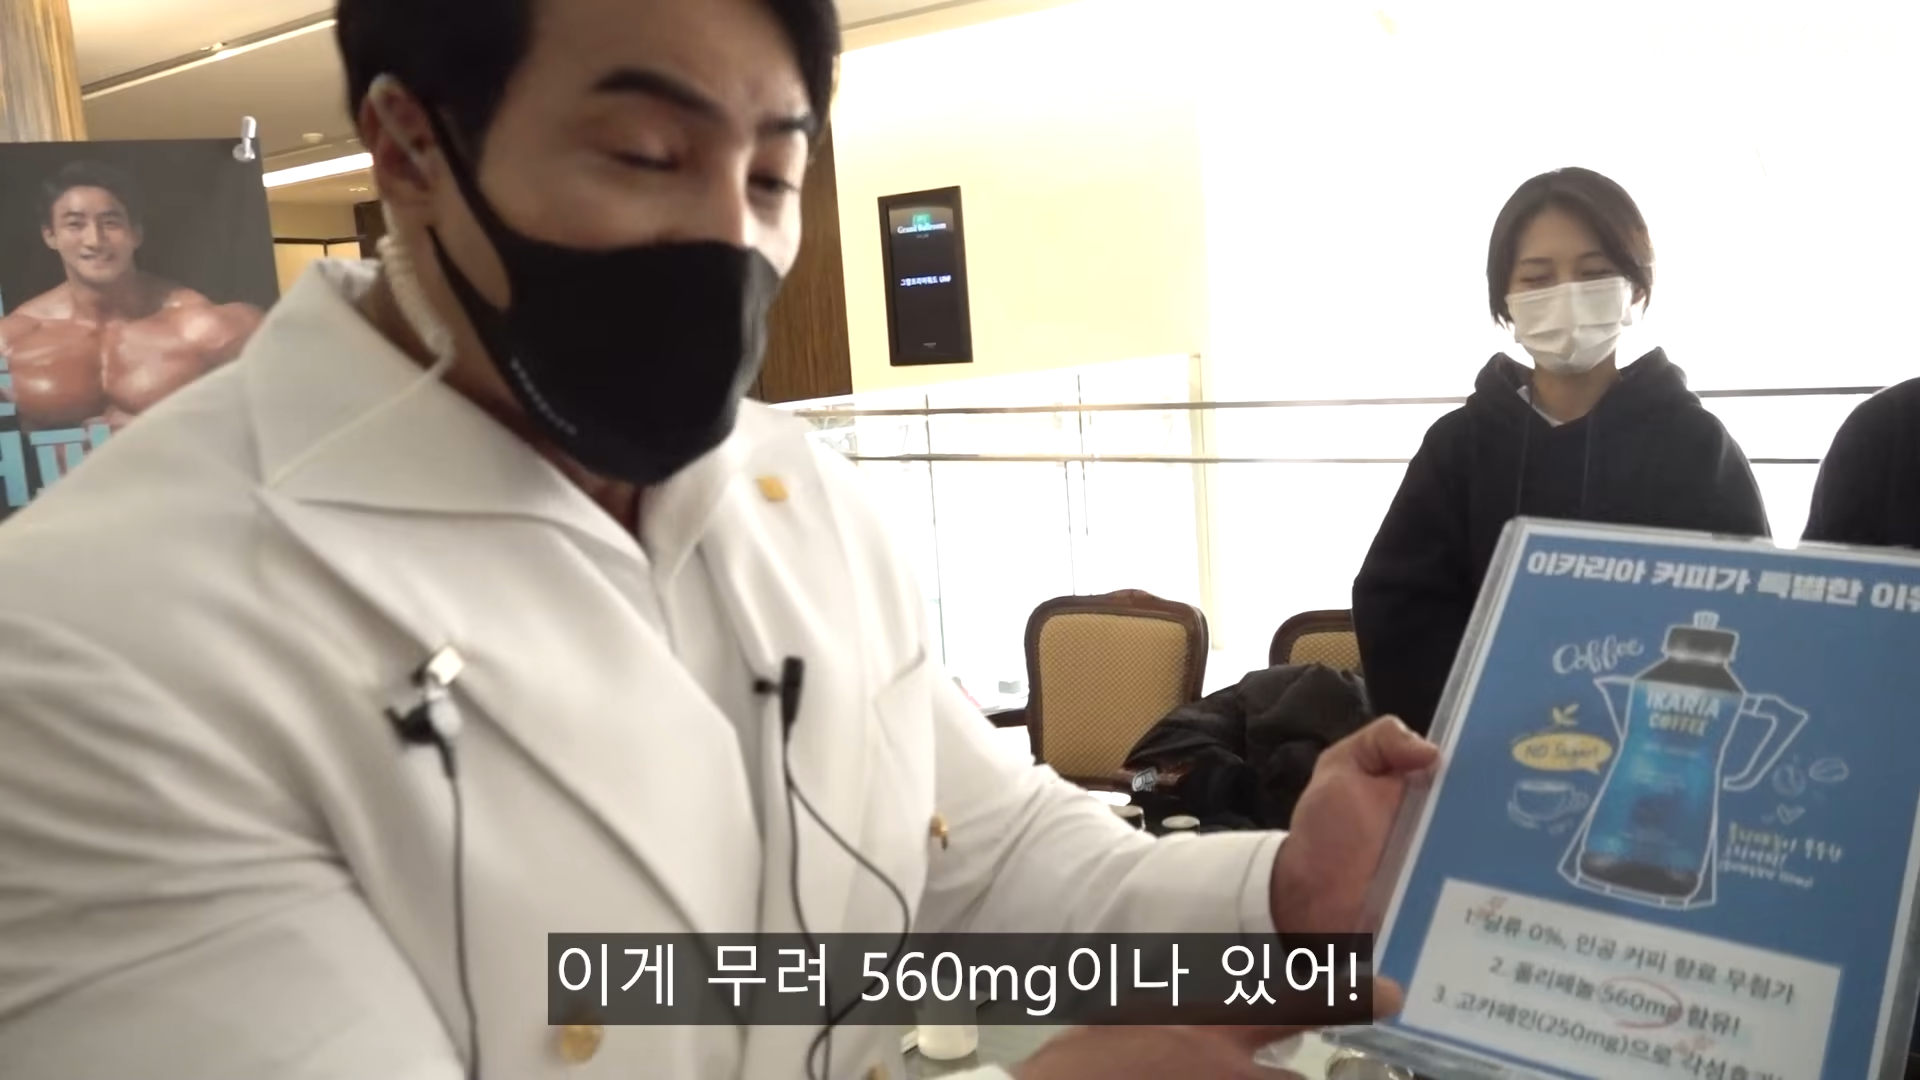 Grand Ballroom
이카리아 커피가 특별한
Coffee
IKARIA
COFFEE
NO Sugar!
1. 당류 0%, 인공 커피 향료 무첨가
2. 폴리페놀 560mg 함유!
3. 고카페인(250mg)으로 각성효과
이게 무려 560mg이나 있어!